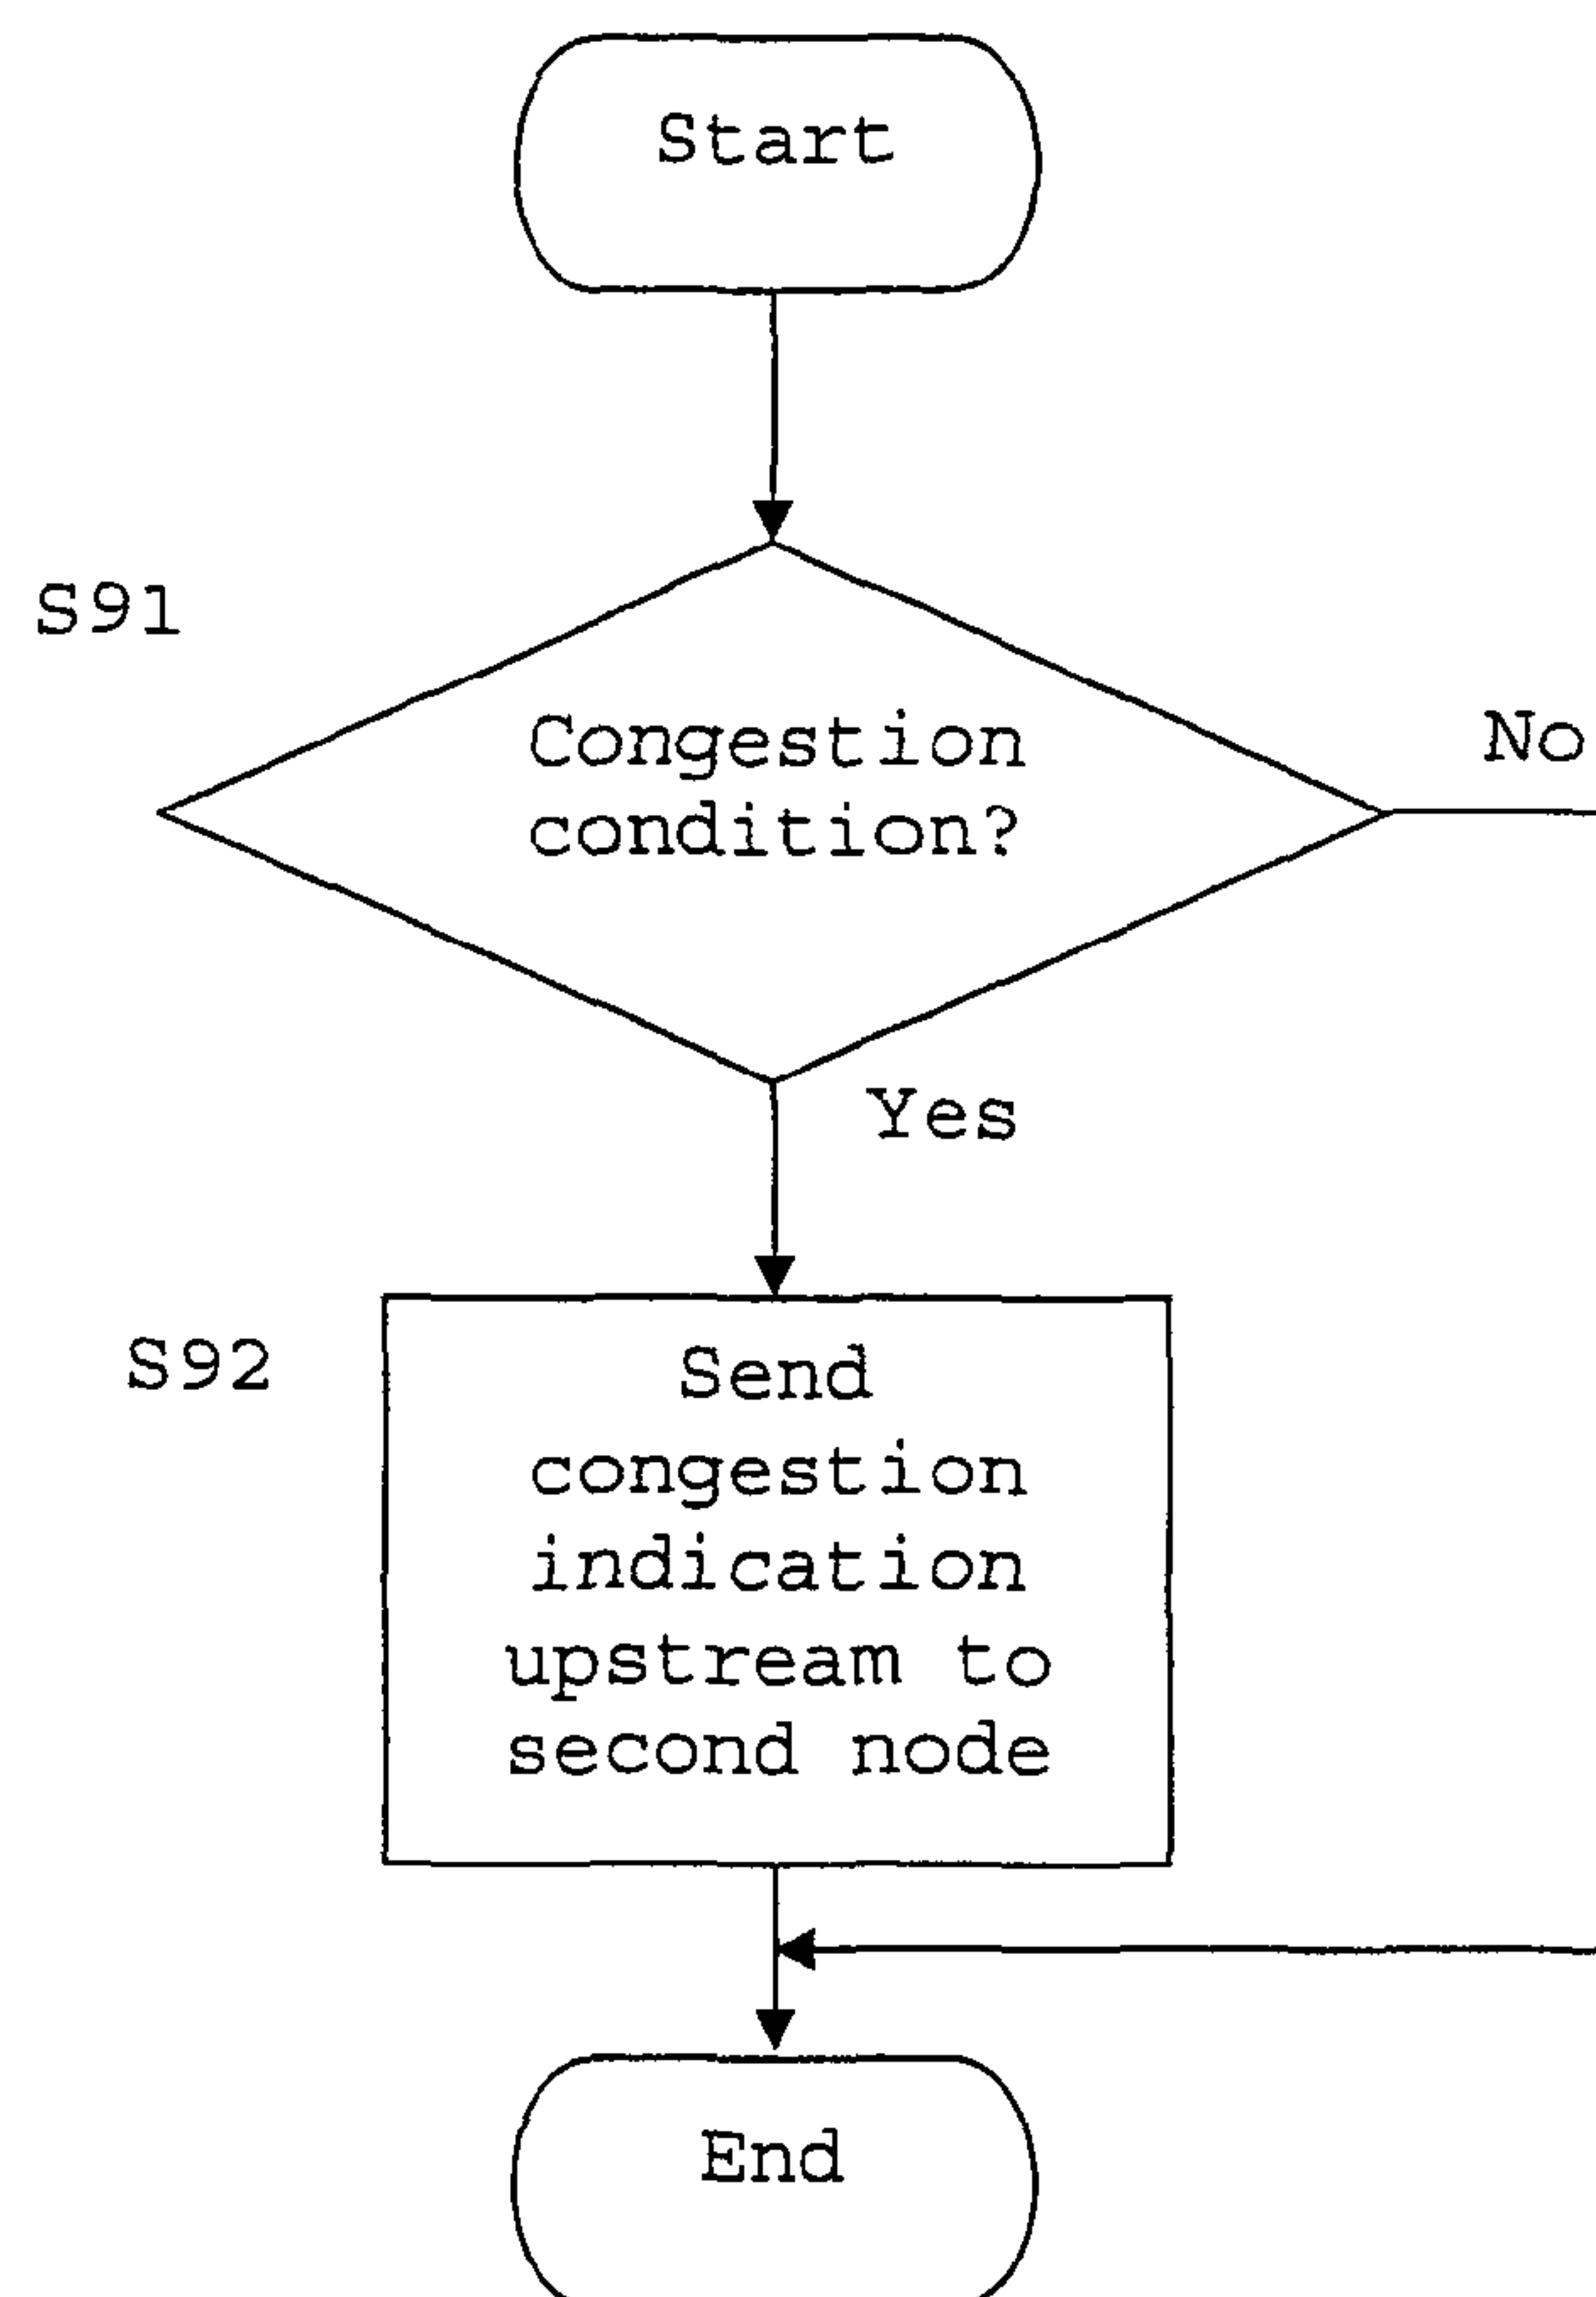 Start
S91
Congestion
condition?
No
Yes
S92
Send
congestion
indication
upstream to
second node
End